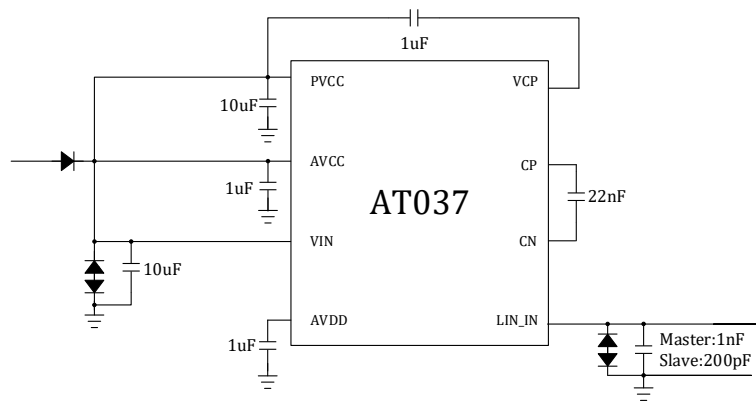 1uF
PVCC
VCP
10uF
AVCC
CP
1uF
AT037
22nF
VIN
CN
10uF
AVDD
LIN_IN
1uF
Master:1nF
Slave:200pF